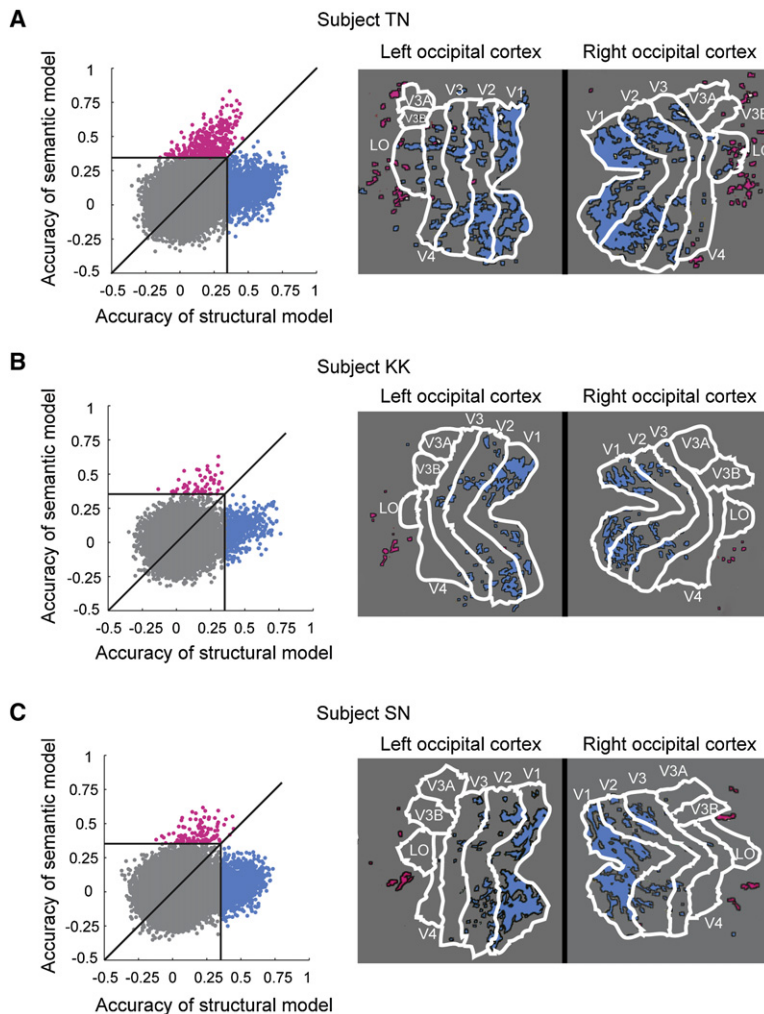 A
Subject TN
Accuracy of semantic model
1
0.75
0.5
0.25
0
-0.25
-0.5
-0.5 -0.25 0 0.25 0.5 0.75 1
Accuracy of structural model
Left occipital cortex
V3A
V3B
LO
V3
V2
V1
V4
Right occipital cortex
V1
V2
V3
V3A
V3B
LO
V4
B
Subject KK
Accuracy of semantic model
1
0.75
0.5
0.25
0
-0.25
-0.5
-0.5 -0.25 0 0.25 0.5 0.75 1
Accuracy of structural model
Left occipital cortex
V3
V2
V1
V3A
V3B
LO
V4
Right occipital cortex
V1
V2
V3
V3A
V3B
LO
V4
C
Subject SN
Accuracy of semantic model
1
0.75
0.5
0.25
0
-0.25
-0.5
-0.5 -0.25 0 0.25 0.5 0.75 1
Accuracy of structural model
Left occipital cortex
V3A
V3
V2
V1
V3B
LO
V4
Right occipital cortex
V1
V2
V3
V3A
V3B
LO
V4